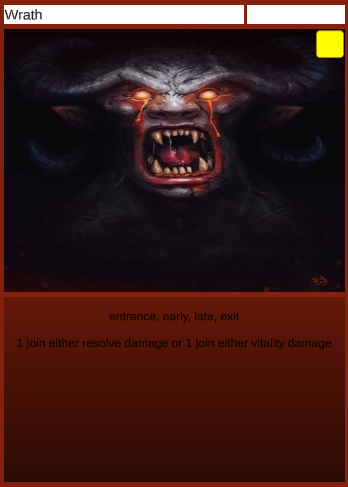 Wrath
entrance, early, late, exit
1 join either resolve damage or 1 join either vitality damage